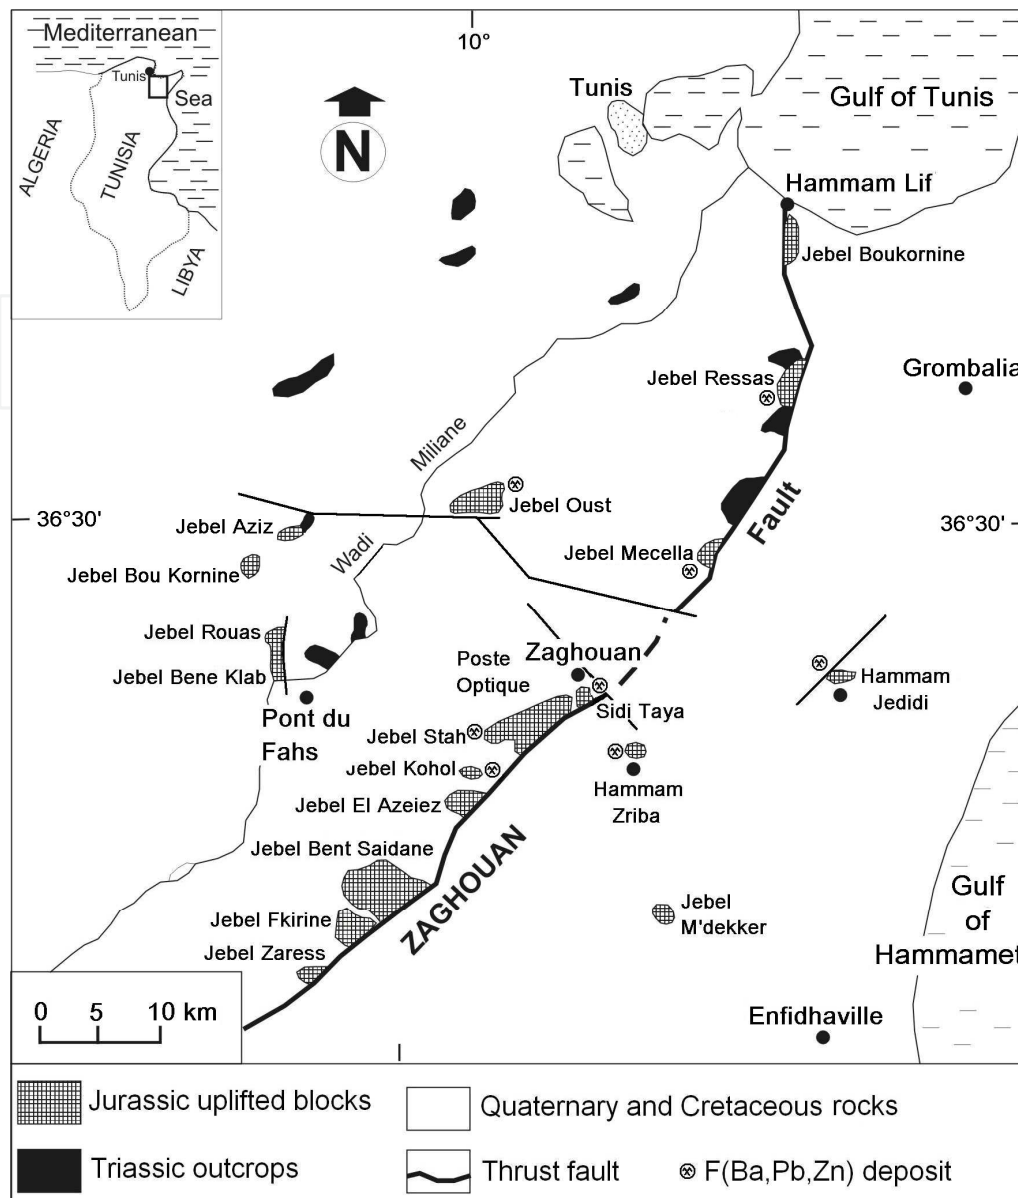 Mediterranean
Tunis
Sea
ALGERIA
TUNISIA
LIBYA
10°
N
Tunis
Gulf of Tunis
Hammam Lif
Jebel Boukornine
Jebel Ressas
Grombalia
Miliane
Wadi
Jebel Oust
36°30'
36°30'
Jebel Aziz
Jebel Bou Kornine
Fault
Jebel Mecella
Jebel Rouas
Jebel Bene Klab
Poste
Optique
Zaghouan
Sidi Taya
Hammam
Jedidi
Pont du
Fahs
Jebel Stah
Jebel Kohol
Jebel El Azeiez
Hammam
Zriba
Jebel Bent Saidane
ZAGHOUAN
Jebel Fkirine
Jebel Zaress
Jebel
M'dekker
Gulf
of
Hammamet
Enfidhaville
0 5 10 km
Jurassic uplifted blocks
Quaternary and Cretaceous rocks
Triassic outcrops
Thrust fault
F(Ba,Pb,Zn) deposit